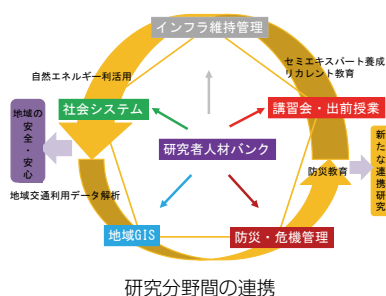 インフラ維持管理
セミエキスパート養成
リカレント教育
自然エネルギー利活用
社会システム
講習会・出前授業
地域の
安全・安心
研究者人材バンク
新たな連携研究
防災教育
地域交通利用データ解析
地域GIS
防災・危機管理
研究分野間の連携